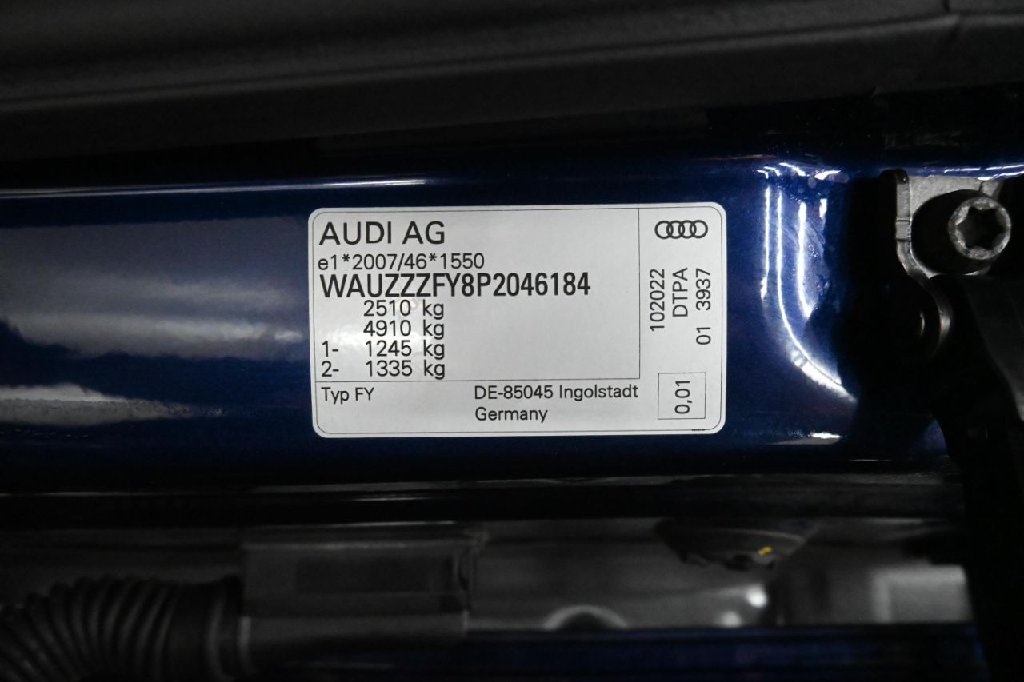 AUDI AG
e1*2007/46*1550
WAUZZZFY8P2046184
2510 kg
4910 kg
1- 1245 kg
2- 1335 kg
Typ FY
DE-85045 Ingolstadt
Germany
102022
DTPA
01 3937
0,01